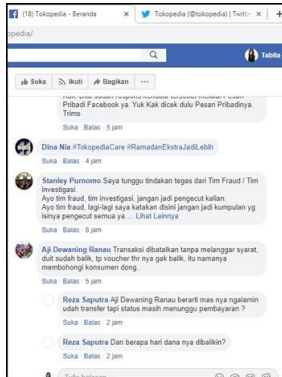 (18) Tokopedia - Beranda
Tokopedia (@tokopedia) | Twitt
opedia/
Tabita
Suka Ikuti Bagikan ...
Pribadi Facebook ya. Yuk Kak dicek dulu Pesan Pribadinya.
Trims
Suka · Balas · 5 jam
Dina Nia #TokopediaCare #RamadanEkstraJadiLebih
Suka · Balas · 4 jam
Stanley Purnomo Saya tunggu tindakan tegas dari Tim Fraud / Tim
investigasi.
Ayo tim fraud, tim investigasi, jangan jadi pengecut kalian.
Ayo tim fraud, lagi-lagi saya katakan disini jangan jadi kumpulan yg
isinya pengecut semua ya.... Lihat Lainnya
Suka · Balas · 8 jam
Aji Dewaning Ranau Transaksi dibatalkan tanpa melanggar syarat,
duit sudah balik, tp voucher thr nya gak balik, itu namanya
membohongi konsumen dong..
Suka · Balas · 5 jam
Reza Saputra Aji Dewaning Ranau berarti mas nya ngalamin
udah transfer tapi status masih menunggu pembayaran ?
Suka · Balas · 2 jam
Reza Saputra Dan berapa hari dana nya dibalikin?
Suka · Balas · 2 jam